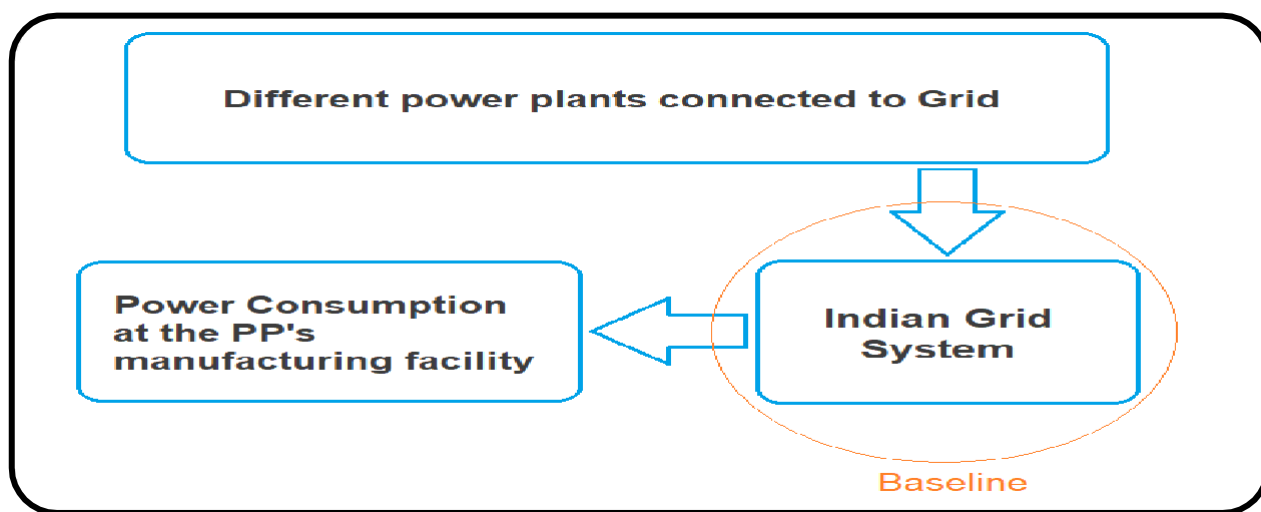 Different power plants connected to Grid
Power Consumption
at the PP's
manufacturing facility
Indian Grid
System
Baseline